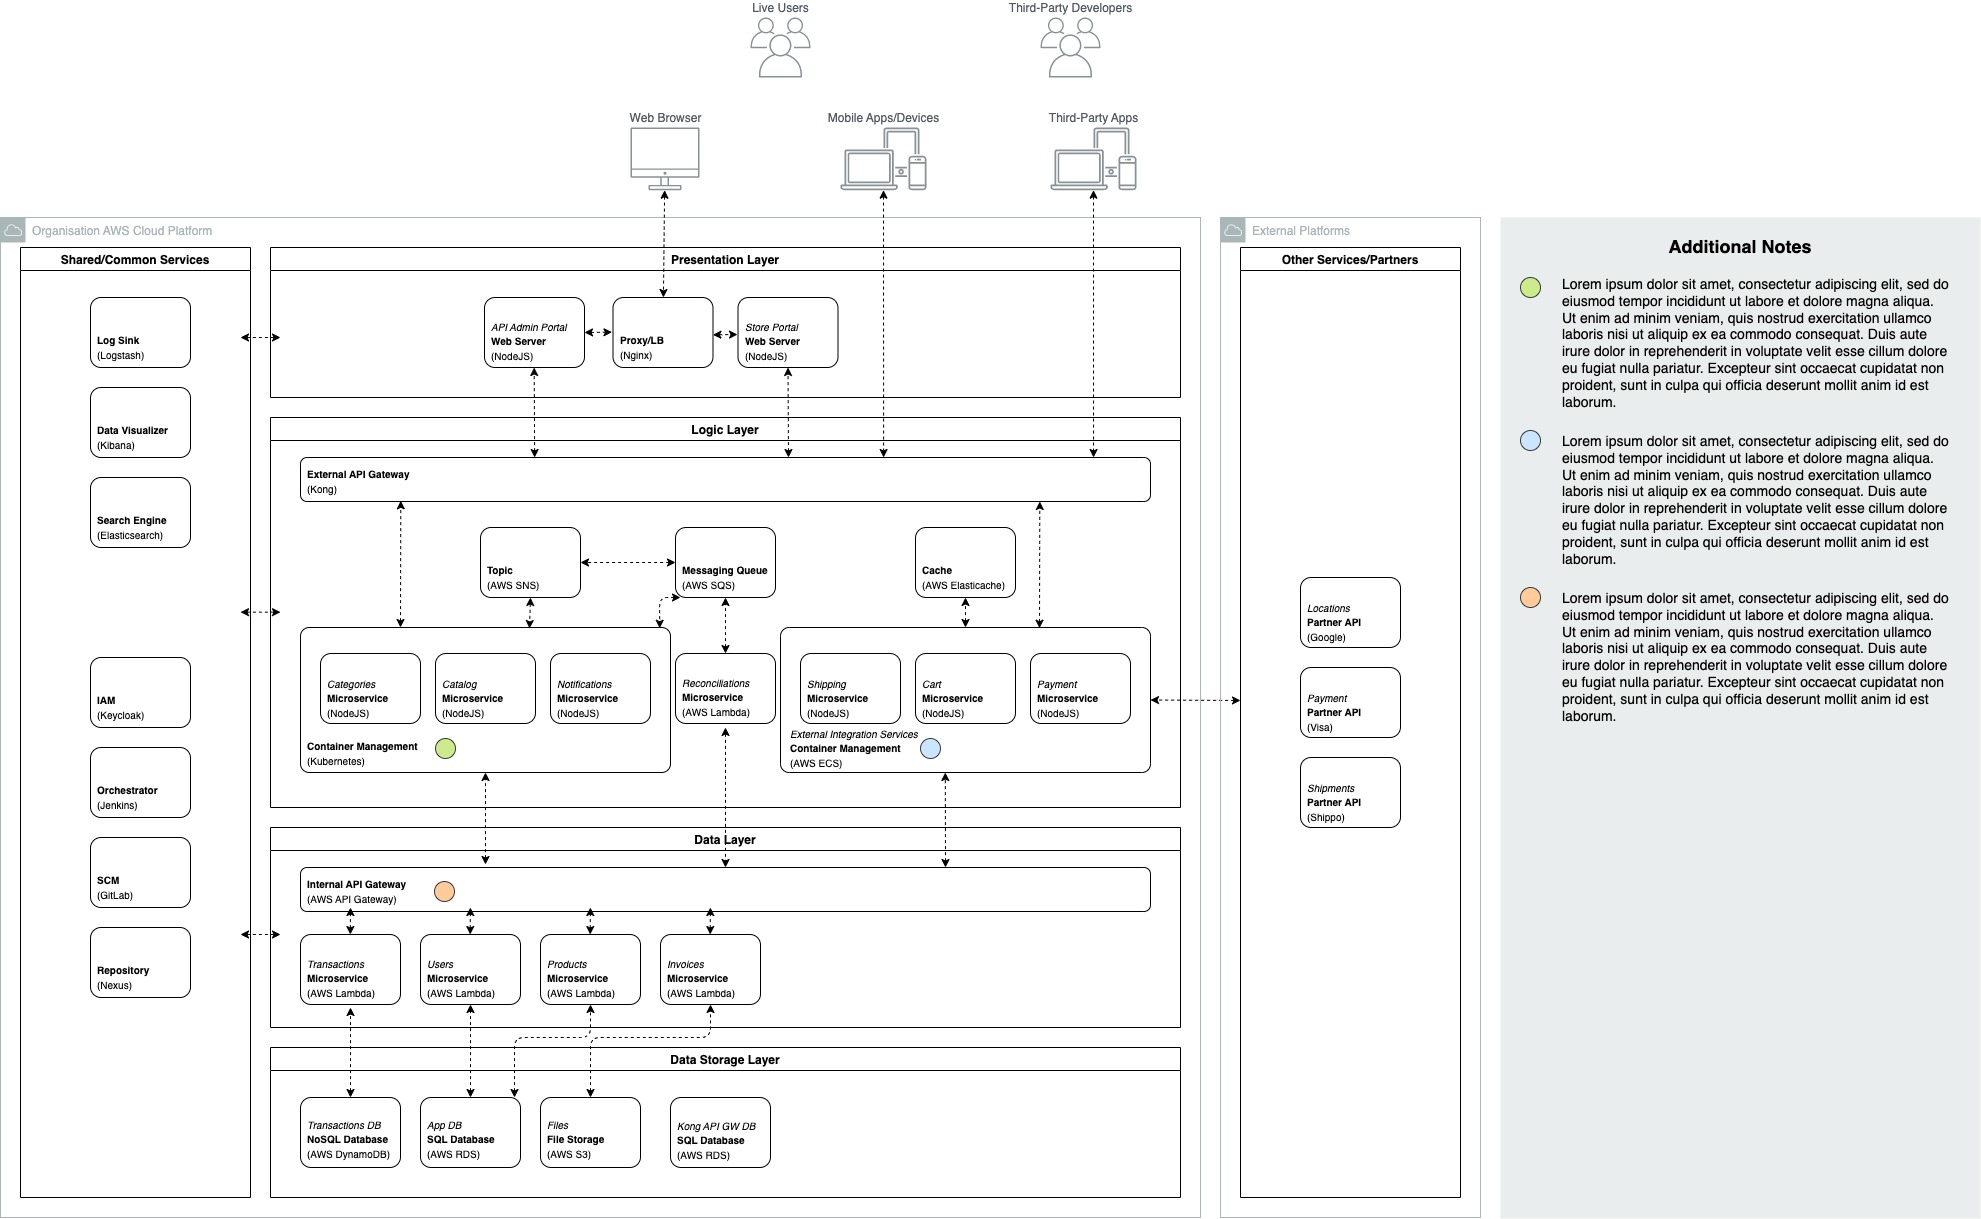 Live Users
Third-Party Developers
Web Browser
Mobile Apps/Devices
Third-Party Apps
Organisation AWS Cloud Platform
Shared/Common Services
Log Sink
(Logstash)
Data Visualizer
(Kibana)
Search Engine
(Elasticsearch)
IAM
(Keycloak)
Orchestrator
(Jenkins)
SCM
(GitLab)
Repository
(Nexus)
Presentation Layer
API Admin Portal
Web Server
(NodeJS)
Proxy/LB
(Nginx)
Store Portal
Web Server
(NodeJS)
Logic Layer
External API Gateway
(Kong)
Topic
(AWS SNS)
Messaging Queue
(AWS SQS)
Cache
(AWS Elasticache)
Categories
Microservice
(NodeJS)
Catalog
Microservice
(NodeJS)
Notifications
Microservice
(NodeJS)
Container Management
(Kubernetes)
Reconciliations
Microservice
(AWS Lambda)
Shipping
Microservice
(NodeJS)
Cart
Microservice
(NodeJS)
Payment
Microservice
(NodeJS)
External Integration Services
Container Management
(AWS ECS)
Data Layer
Internal API Gateway
(AWS API Gateway)
Transactions
Microservice
(AWS Lambda)
Users
Microservice
(AWS Lambda)
Products
Microservice
(AWS Lambda)
Invoices
Microservice
(AWS Lambda)
Data Storage Layer
Transactions DB
NoSQL Database
(AWS DynamoDB)
App DB
SQL Database
(AWS RDS)
Files
File Storage
(AWS S3)
Kong API GW DB
SQL Database
(AWS RDS)
External Platforms
Other Services/Partners
Locations
Partner API
(Google)
Payment
Partner API
(Visa)
Shipments
Partner API
(Shippo)
Additional Notes
Lorem ipsum dolor sit amet, consectetur adipiscing elit, sed do
eiusmod tempor incididunt ut labore et dolore magna aliqua.
Ut enim ad minim veniam, quis nostrud exercitation ullamco
laboris nisi ut aliquip ex ea commodo consequat. Duis aute
irure dolor in reprehenderit in voluptate velit esse cillum dolore
eu fugiat nulla pariatur. Excepteur sint occaecat cupidatat non
proident, sunt in culpa qui officia deserunt mollit anim id est
laborum.
Lorem ipsum dolor sit amet, consectetur adipiscing elit, sed do
eiusmod tempor incididunt ut labore et dolore magna aliqua.
Ut enim ad minim veniam, quis nostrud exercitation ullamco
laboris nisi ut aliquip ex ea commodo consequat. Duis aute
irure dolor in reprehenderit in voluptate velit esse cillum dolore
eu fugiat nulla pariatur. Excepteur sint occaecat cupidatat non
proident, sunt in culpa qui officia deserunt mollit anim id est
laborum.
Lorem ipsum dolor sit amet, consectetur adipiscing elit, sed do
eiusmod tempor incididunt ut labore et dolore magna aliqua.
Ut enim ad minim veniam, quis nostrud exercitation ullamco
laboris nisi ut aliquip ex ea commodo consequat. Duis aute
irure dolor in reprehenderit in voluptate velit esse cillum dolore
eu fugiat nulla pariatur. Excepteur sint occaecat cupidatat non
proident, sunt in culpa qui officia deserunt mollit anim id est
laborum.